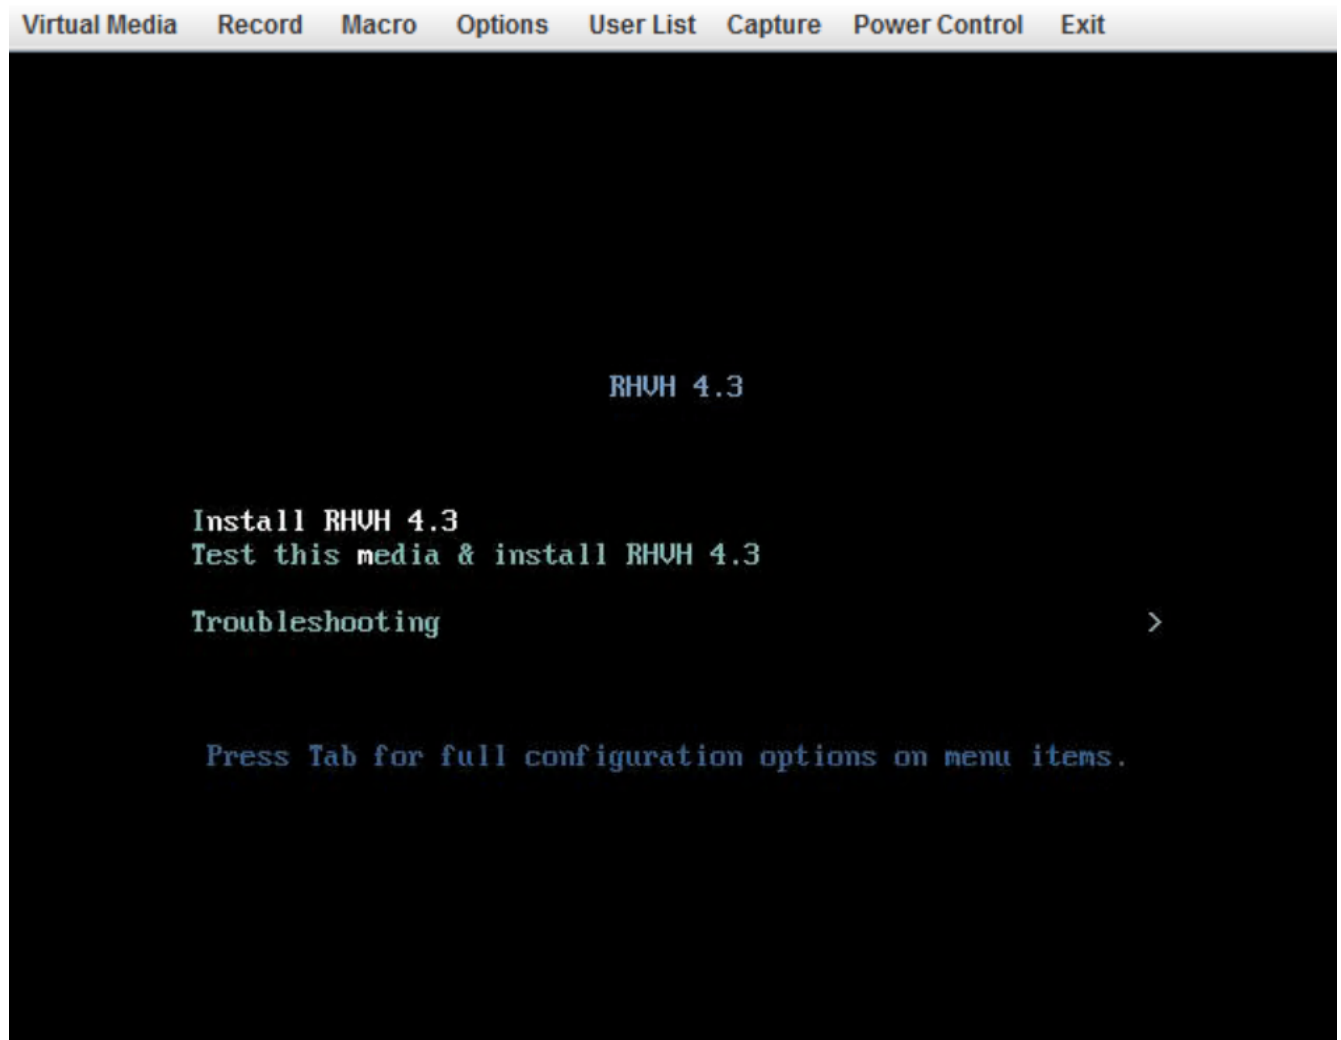 Virtual Media Record Macro Options User List Capture Power Control Exit
RHVH 4.3
Install RHVH 4.3
Test this media & install RHVH 4.3
Troubleshooting >
Press Tab for full configuration options on menu items.